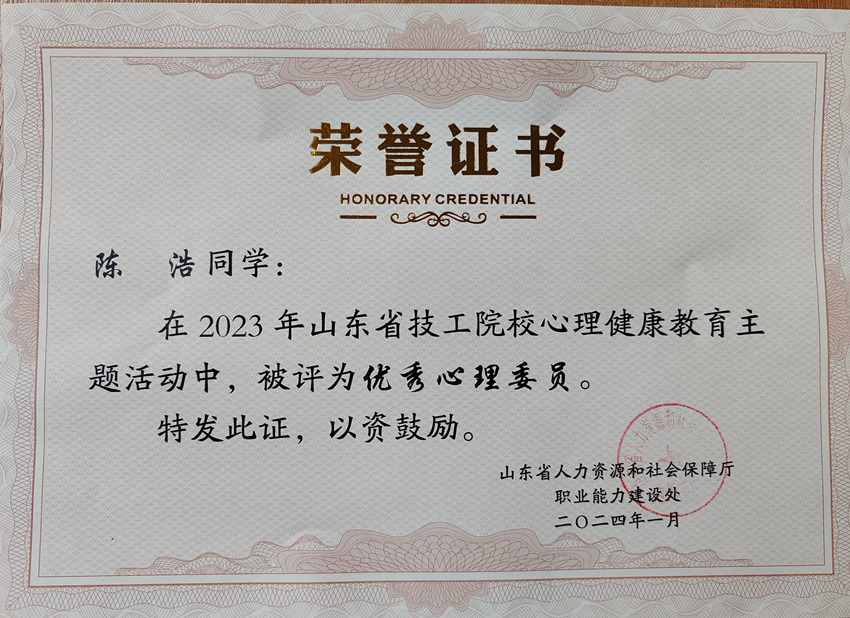 荣誉证书
HONORARY CREDENTIAL
陈 浩同学：
在2023年山东省技工院校心理健康教育主
题活动中，被评为优秀心理委员。
特发此证，以资鼓励。
山东省人力资源和社会保障厅
职业能力建设处
二〇二四年一月